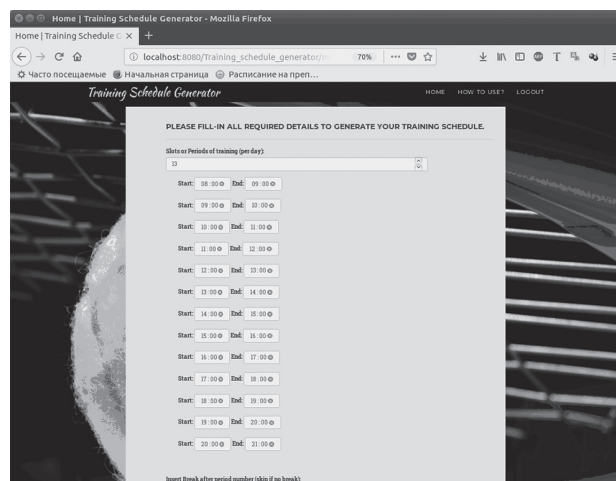 Home | Training Schedule Generator - Mozilla Firefox
Home | Training Schedule G
localhost:8080/Training_schedule_generator/m 70%
Часто посещаемые Начальная страница Расписание на преп...
Training Schedule Generator HOME HOW TO USE? LOGOUT
PLEASE FILL-IN ALL REQUIRED DETAILS TO GENERATE YOUR TRAINING SCHEDULE.
Slots or Periods of training (per day):
13
Start: 08:00 End: 09:00
Start: 09:00 End: 10:00
Start: 10:00 End: 11:00
Start: 11:00 End: 12:00
Start: 12:00 End: 13:00
Start: 13:00 End: 14:00
Start: 14:00 End: 15:00
Start: 15:00 End: 16:00
Start: 16:00 End: 17:00
Start: 17:00 End: 18:00
Start: 18:00 End: 19:00
Start: 19:00 End: 20:00
Start: 20:00 End: 21:00
Insert Break after period number (skip if no break):